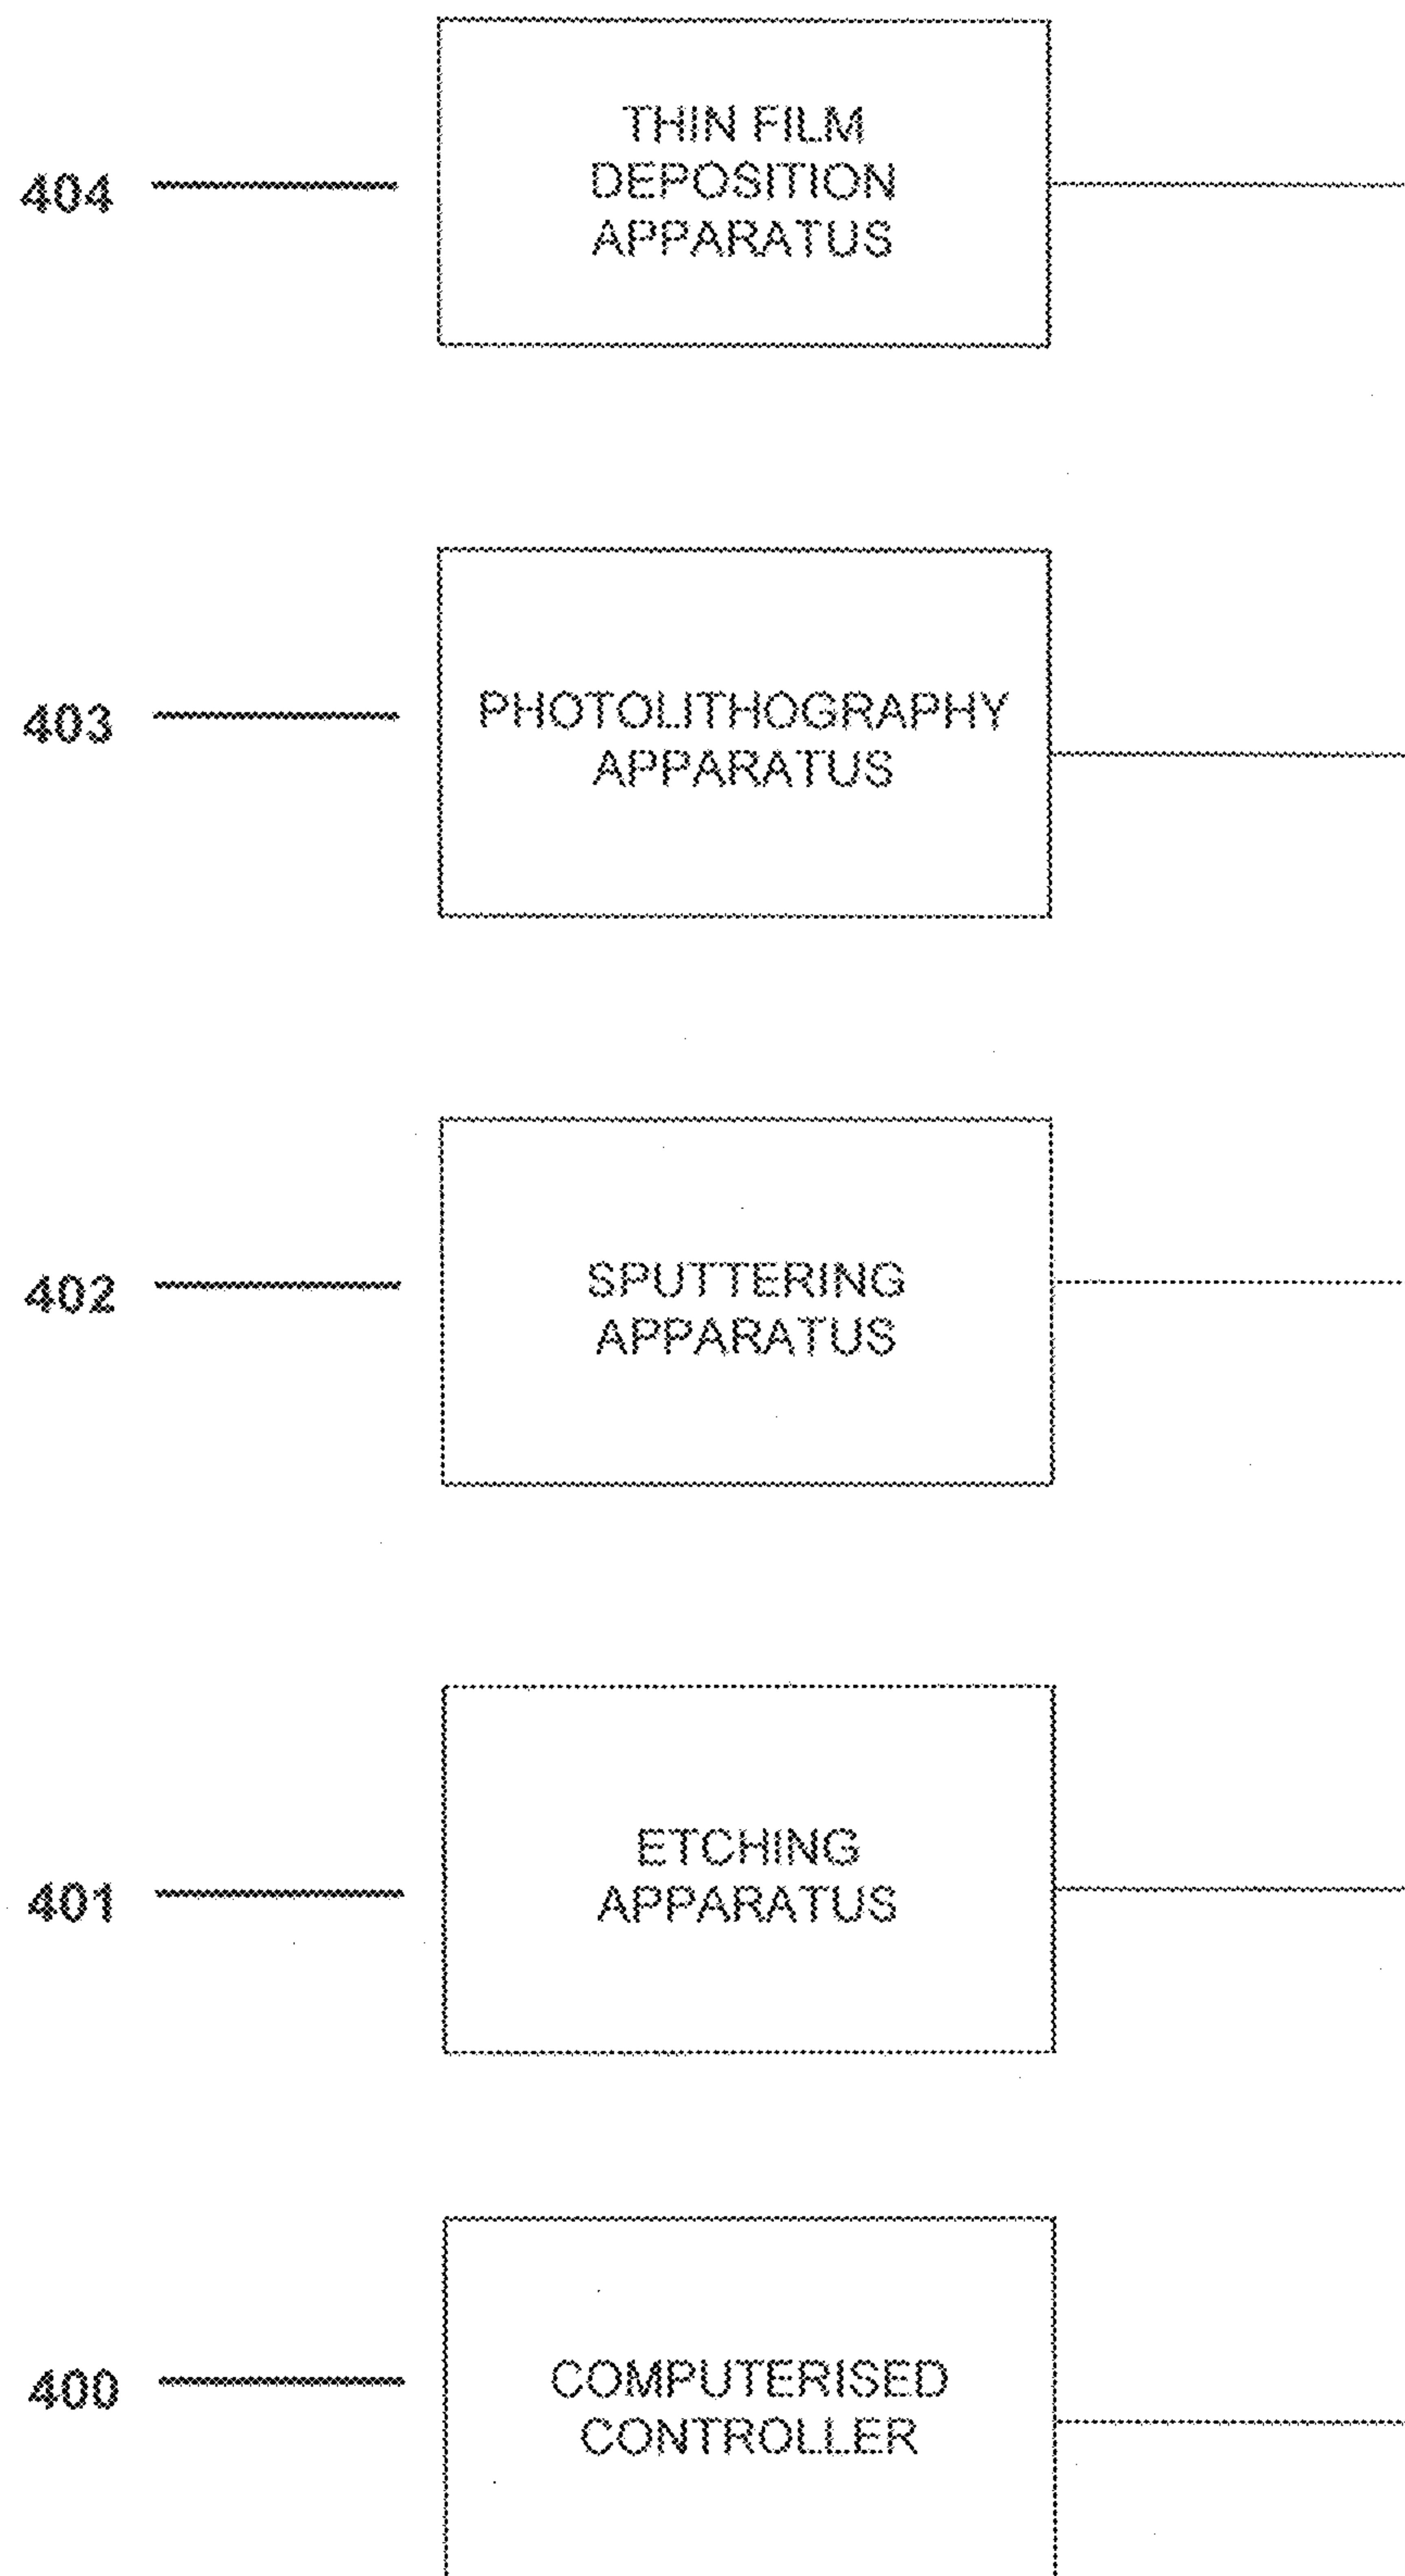 THIN FILM
DEPOSITION
APPARATUS
404
PHOTOLITHOGRAPHY
APPARATUS
403
SPUTTERING
APPARATUS
402
ETCHING
APPARATUS
401
COMPUTERISED
CONTROLLER
400